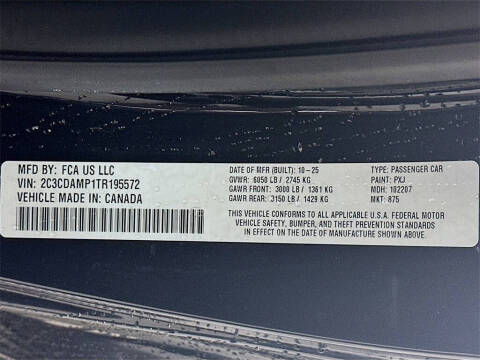 MFD BY: FCA US LLC
VIN: 2C3CDAMP1TR195572
VEHICLE MADE IN: CANADA
DATE OF MFR (BUILT): 10-25
GVWR: 6050 LB / 2745 KG
GAWR FRONT: 3000 LB / 1361 KG
GAWR REAR: 3150 LB / 1429 KG
TYPE: PASSENGER CAR
PAINT: PXJ
MDH: 102207
MKT: 875
THIS VEHICLE CONFORMS TO ALL APPLICABLE U.S.A. FEDERAL MOTOR
VEHICLE SAFETY, BUMPER, AND THEFT PREVENTION STANDARDS
IN EFFECT ON THE DATE OF MANUFACTURE SHOWN ABOVE.